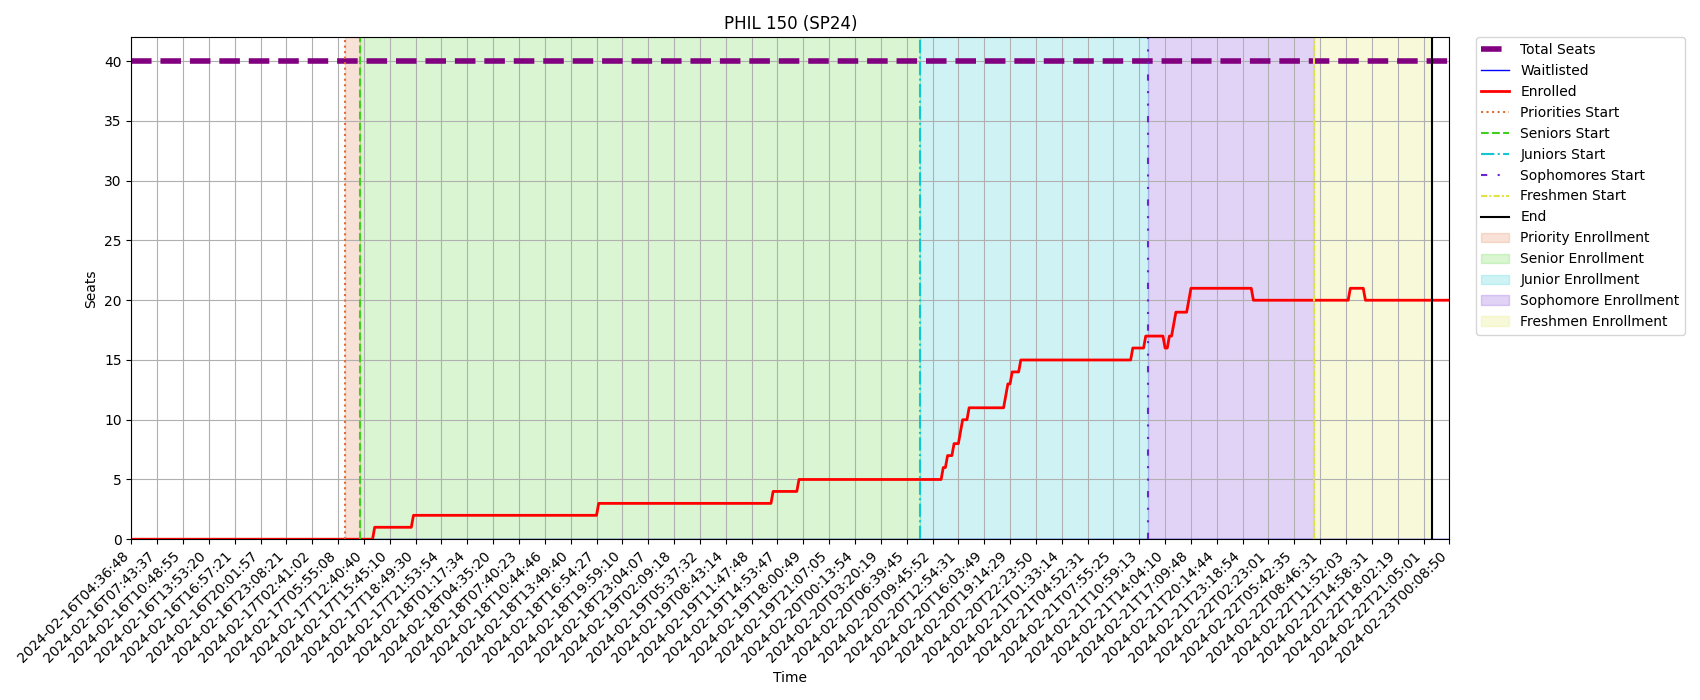 PHIL 150 (SP24)
Seats
40
35
30
25
20
15
10
5
0
2024-02-16T04:36:48
2024-02-16T07:43:37
2024-02-16T10:48:55
2024-02-16T13:53:20
2024-02-16T16:57:21
2024-02-16T20:01:57
2024-02-16T23:08:21
2024-02-17T02:41:02
2024-02-17T05:55:08
2024-02-17T12:40:40
2024-02-17T15:45:10
2024-02-17T18:49:30
2024-02-17T21:53:54
2024-02-18T01:17:34
2024-02-18T04:35:20
2024-02-18T07:40:23
2024-02-18T10:44:46
2024-02-18T13:49:40
2024-02-18T16:54:27
2024-02-18T19:59:10
2024-02-18T23:04:07
2024-02-19T02:09:18
2024-02-19T05:37:32
2024-02-19T08:43:14
2024-02-19T11:47:48
2024-02-19T14:53:47
2024-02-19T18:00:49
2024-02-19T21:07:05
2024-02-20T00:13:54
2024-02-20T03:20:19
2024-02-20T06:39:45
2024-02-20T09:45:52
2024-02-20T12:54:31
2024-02-20T16:03:49
2024-02-20T19:14:29
2024-02-20T22:23:50
2024-02-21T01:33:14
2024-02-21T04:52:31
2024-02-21T07:55:25
2024-02-21T10:59:13
2024-02-21T14:04:10
2024-02-21T17:09:48
2024-02-21T20:14:44
2024-02-21T23:18:54
2024-02-22T02:23:01
2024-02-22T05:42:35
2024-02-22T08:46:31
2024-02-22T11:52:03
2024-02-22T14:58:31
2024-02-22T18:02:19
2024-02-22T21:05:01
2024-02-23T00:08:50
Time
Total Seats
Waitlisted
Enrolled
Priorities Start
Seniors Start
Juniors Start
Sophomores Start
Freshmen Start
End
Priority Enrollment
Senior Enrollment
Junior Enrollment
Sophomore Enrollment
Freshmen Enrollment